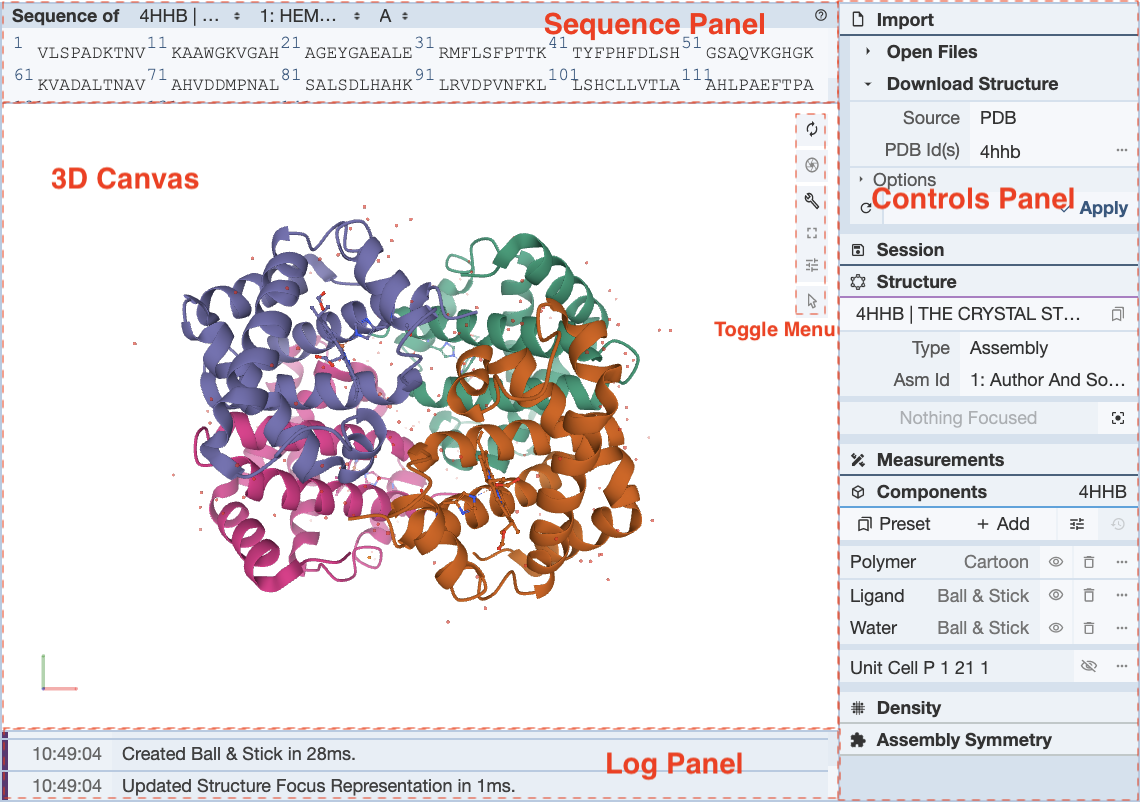 Sequence of 4HHB | ... 1: HEM... A
Sequence Panel
1 VLSPADKTNV 11 KAAWGKVGAH 21 AGEYGAEALE 31 RMFLSFPTTK 41 TYFPHFDLSH 51 GSAQVKGHGK
61 KVADALTNAV 71 AHVDDMPNAL 81 SALSDLHAHK 91 LRVDPVNFKL 101 LSHCLLVTLA 111 AHLPAEFTPA
3D Canvas
Toggle Menu
Import
Open Files
Download Structure
Source PDB
PDB Id(s) 4hhb
Options
Controls Panel
Apply
Session
Structure
4HHB | THE CRYSTAL ST...
Type Assembly
Asm Id 1: Author And So...
Nothing Focused
Measurements
Components 4HHB
Preset + Add
Polymer Cartoon
Ligand Ball & Stick
Water Ball & Stick
Unit Cell P 1 21 1
Density
Assembly Symmetry
10:49:04 Created Ball & Stick in 28ms.
Log Panel
10:49:04 Updated Structure Focus Representation in 1ms.